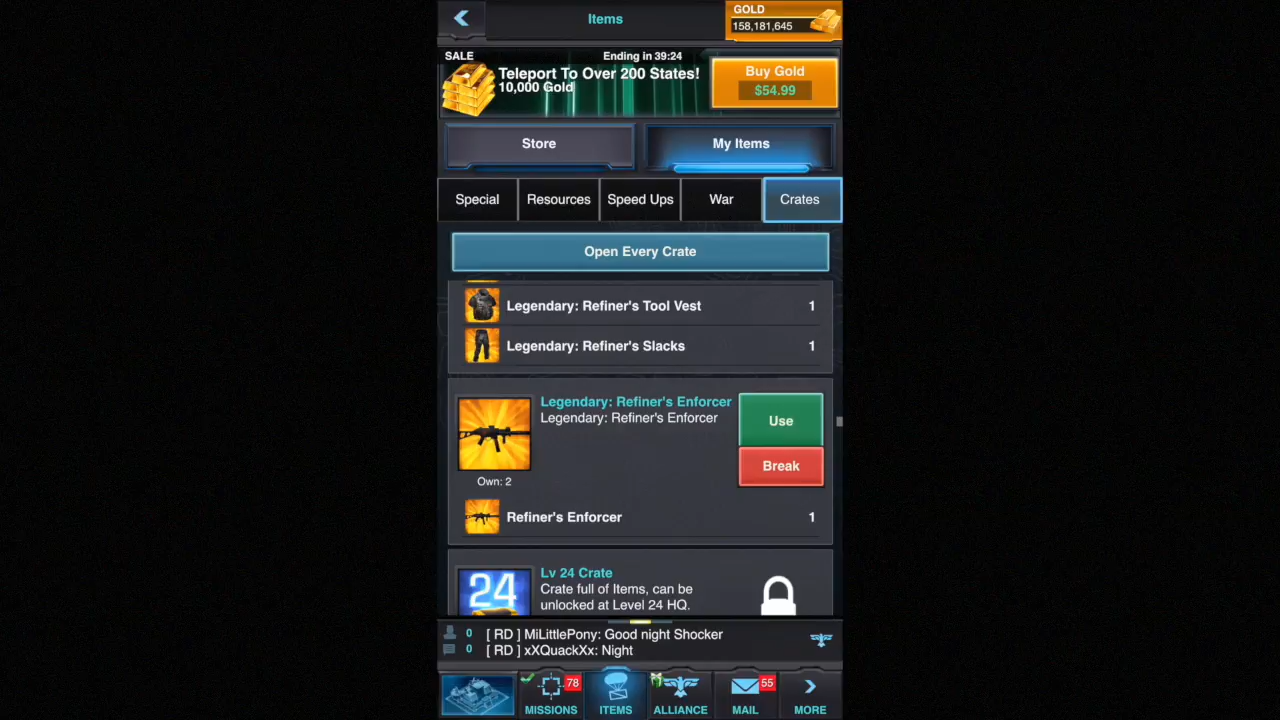 Items
GOLD
158,181,645
SALE
Ending in 39:24
Teleport To Over 200 States!
10,000 Gold
Buy Gold
$54.99
Store
My Items
Special
Resources
Speed Ups
War
Crates
Open Every Crate
Legendary: Refiner's Tool Vest 1
Legendary: Refiner's Slacks 1
Legendary: Refiner's Enforcer
Legendary: Refiner's Enforcer
Use
Break
Own: 2
Refiner's Enforcer 1
24
Lv 24 Crate
Crate full of Items, can be
unlocked at Level 24 HQ.
0 [ RD ] MiLittlePony: Good night Shocker
0 [ RD ] xXQuackXx: Night
78
55
MISSIONS
ITEMS
ALLIANCE
MAIL
MORE